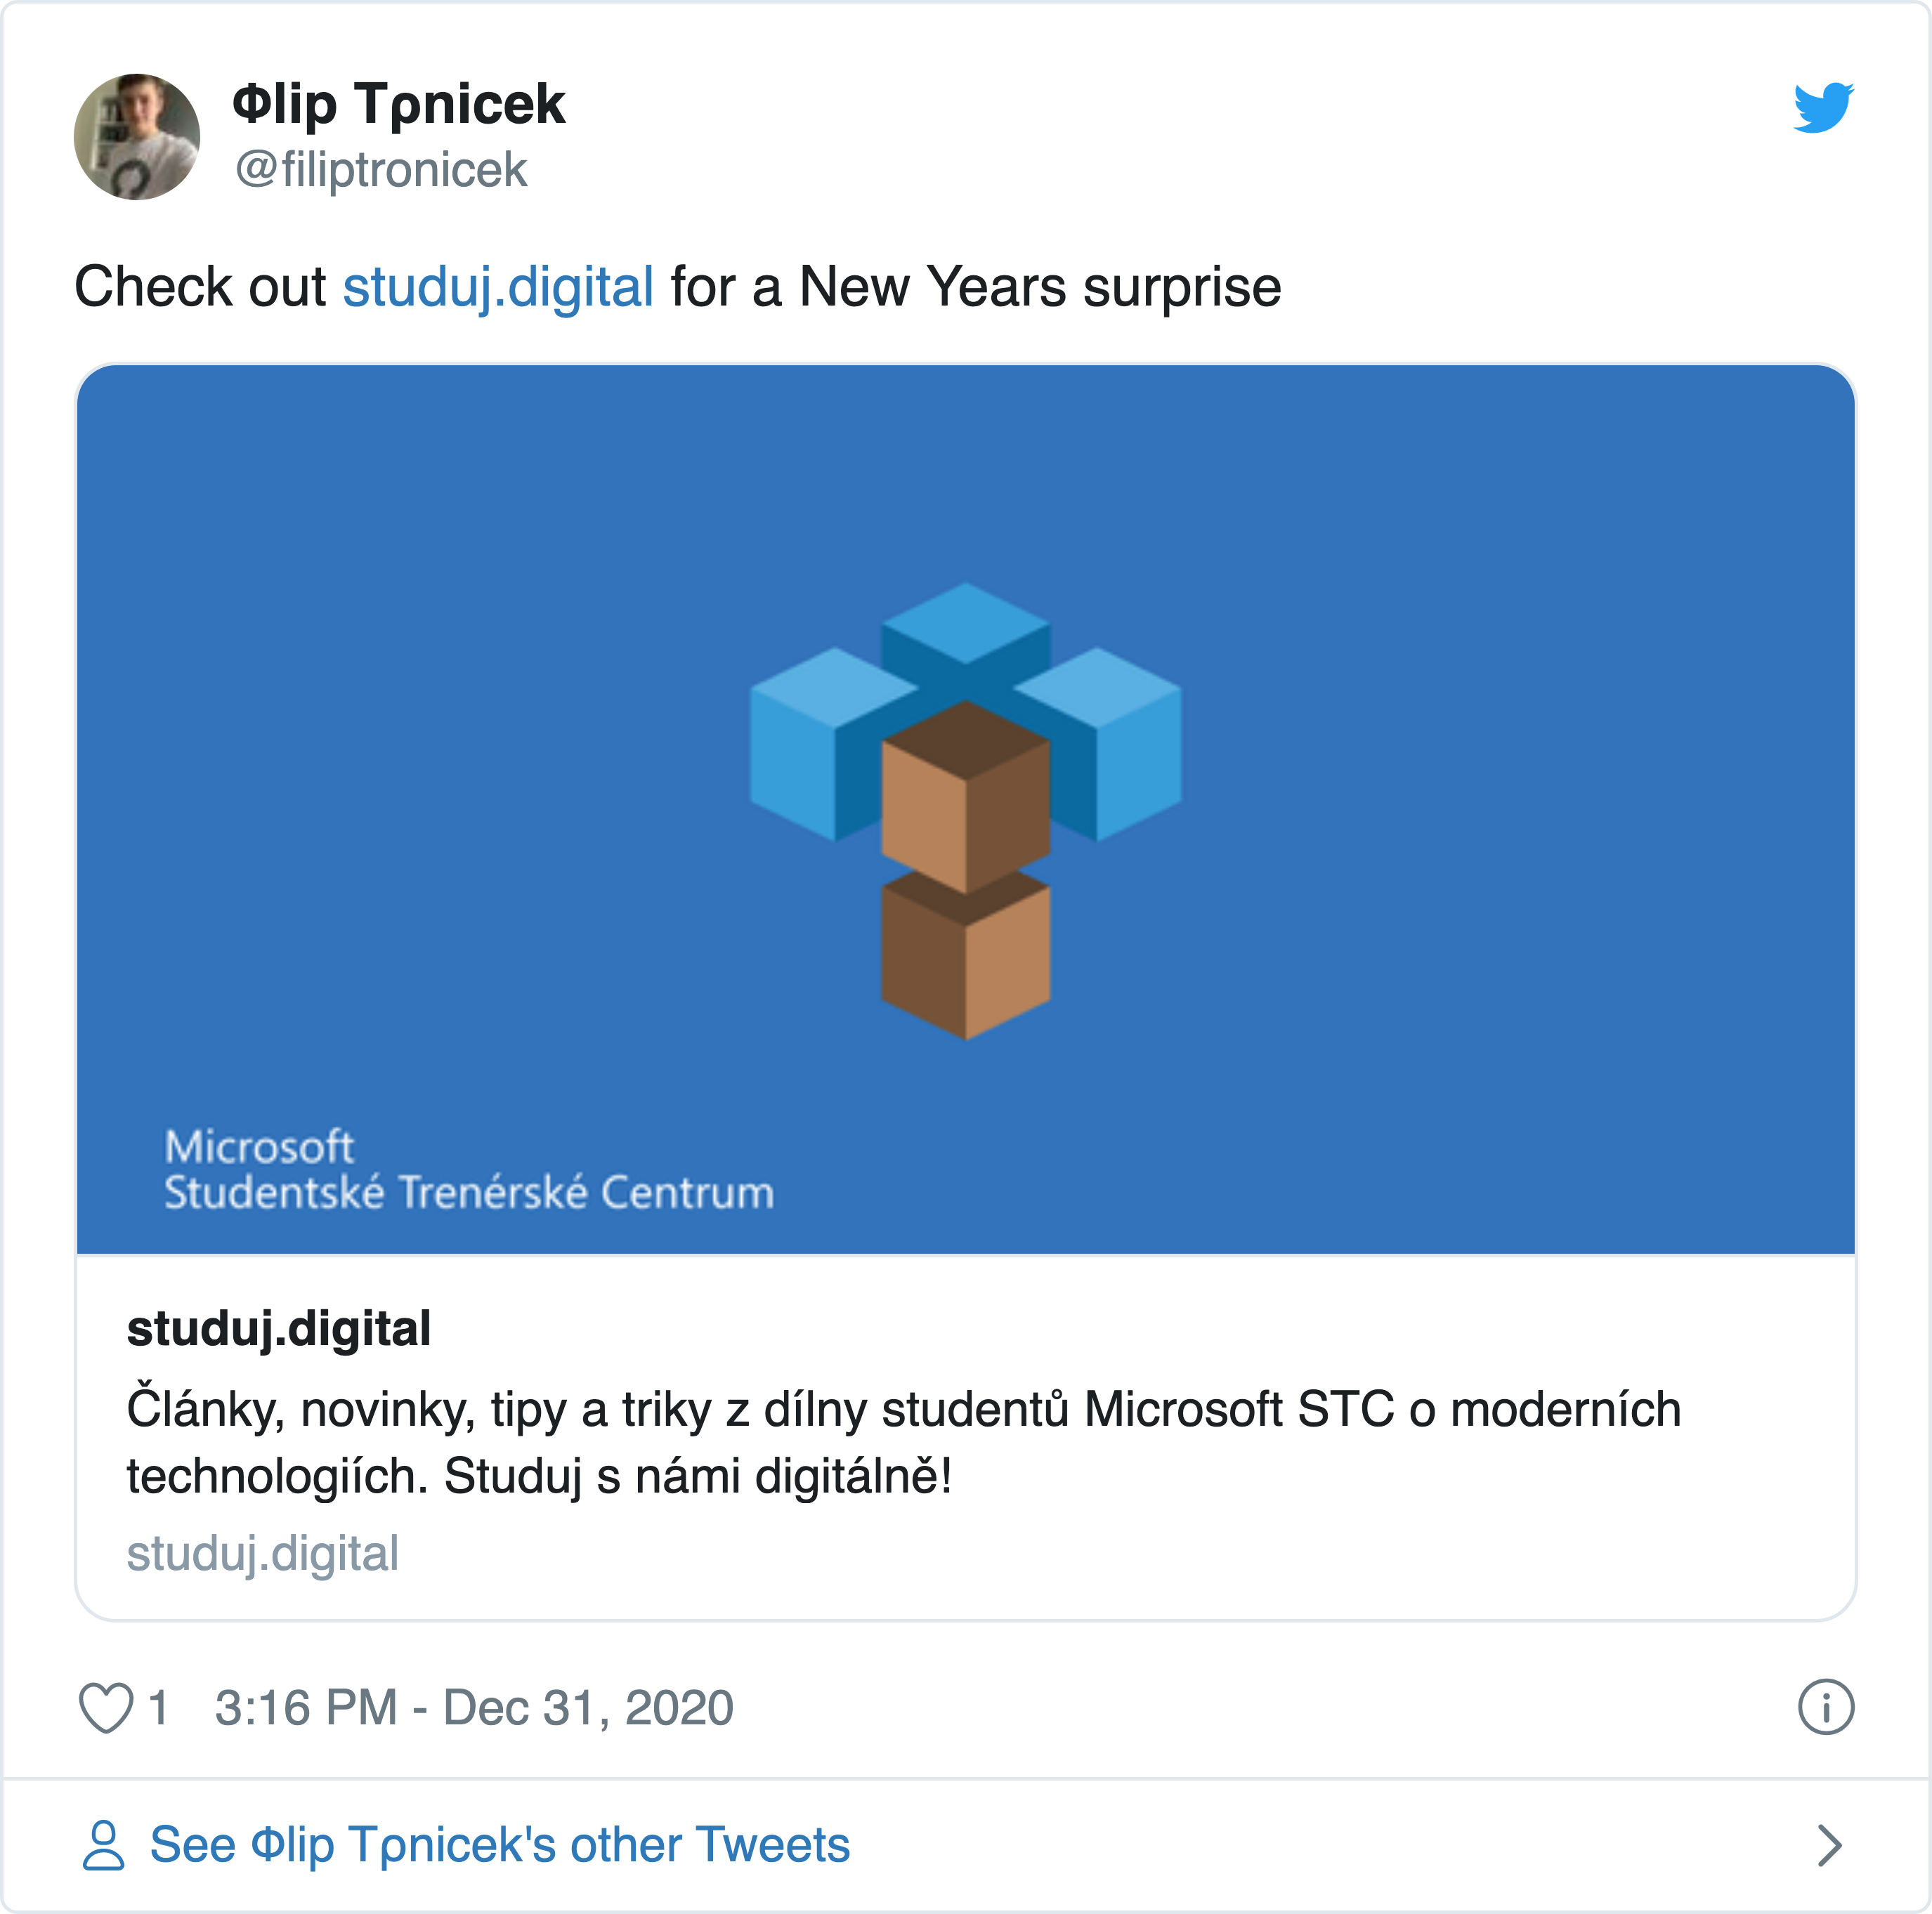 Φlip Tρnicek
@filiptronicek
Check out studuj.digital for a New Years surprise
Microsoft
Studentské Trenérské Centrum
studuj.digital
Články, novinky, tipy a triky z dílny studentů Microsoft STC o moderních
technologiích. Studuj s námi digitálně!
studuj.digital
1 3:16 PM - Dec 31, 2020
See Φlip Tρnicek's other Tweets